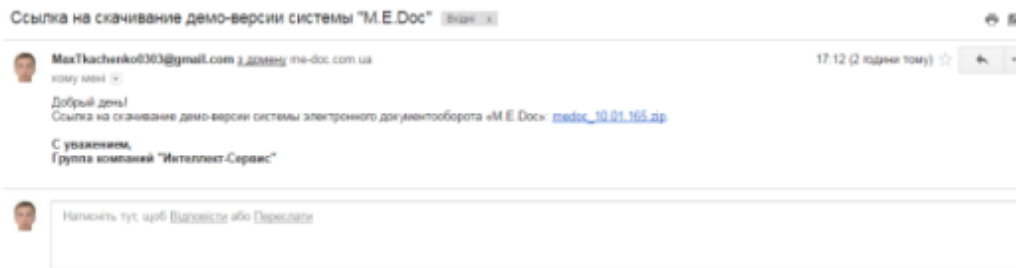 Ссылка на скачивание демо-версии системы "M.E.Doc" Вхідні x
MaxTkachenko0303@gmail.com з домену me-doc.com.ua 17:12 (2 години тому)
кому мені
Добрый день!
Ссылка на скачивание демо-версии системы электронного документооборота «M.E.Doc»: medoc_10.01.165.zip
С уважением,
Группа компаний "Интеллект-Сервис"
Натисніть тут, щоб Відповісти або Переслати